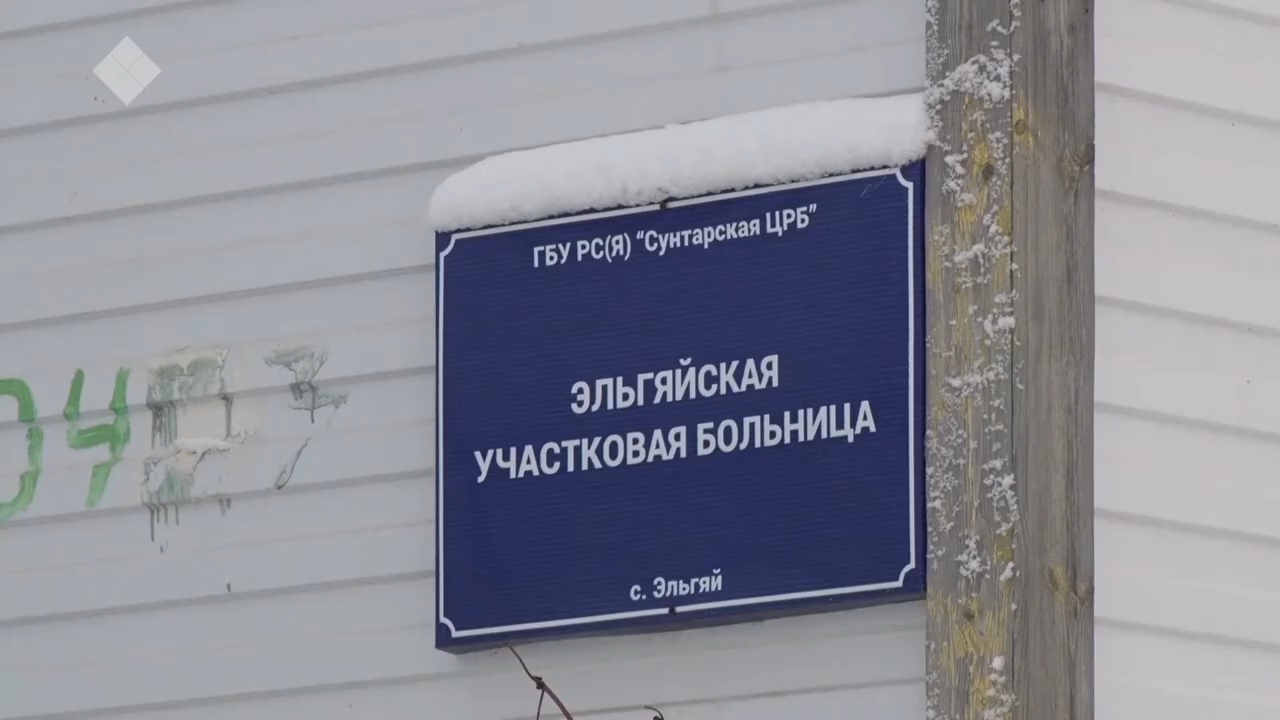 ГБУ РС(Я) “Сунтарская ЦРБ”
ЭЛЬГЯЙСКАЯ
УЧАСТКОВАЯ БОЛЬНИЦА
с. Эльгяй